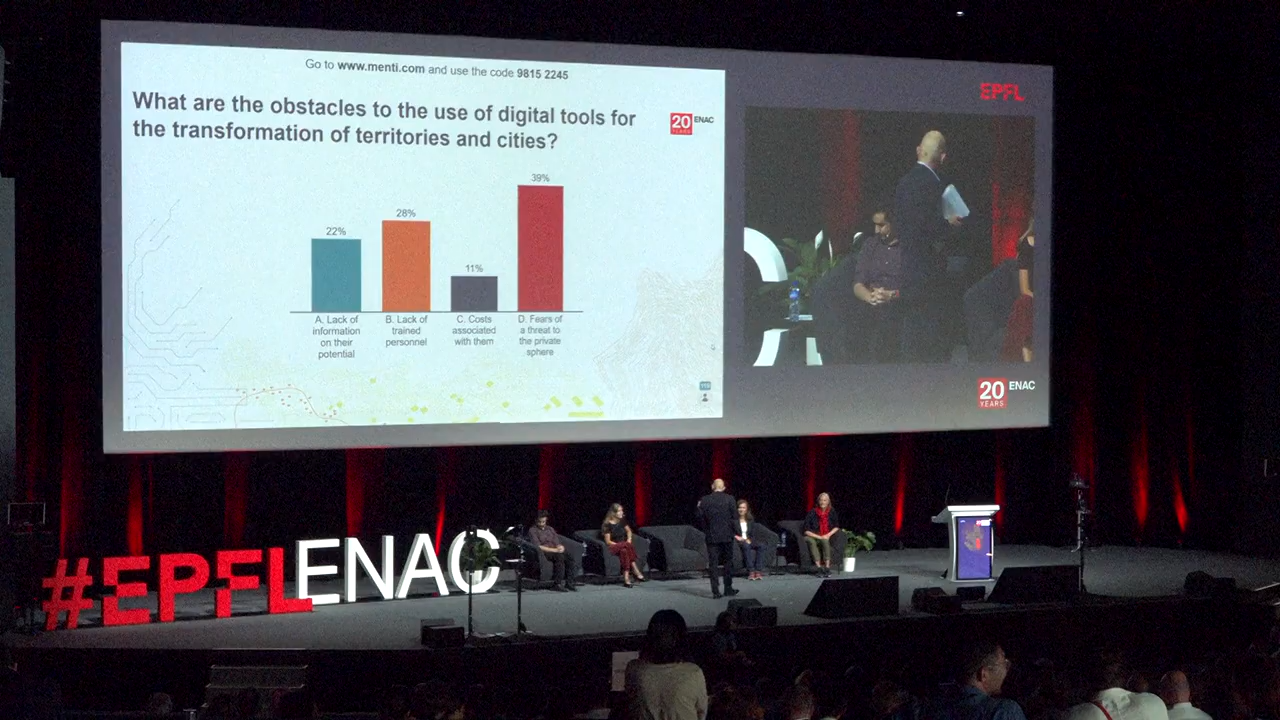 Go to www.menti.com and use the code 9815 2245
What are the obstacles to the use of digital tools for
the transformation of territories and cities?
20 ENAC
YEARS
EPFL
22%
28%
11%
39%
A. Lack of
information
on their
potential
B. Lack of
trained
personnel
C. Costs
associated
with them
D. Fears of
a threat to
the private
sphere
20 ENAC
YEARS
#EPFLENAC